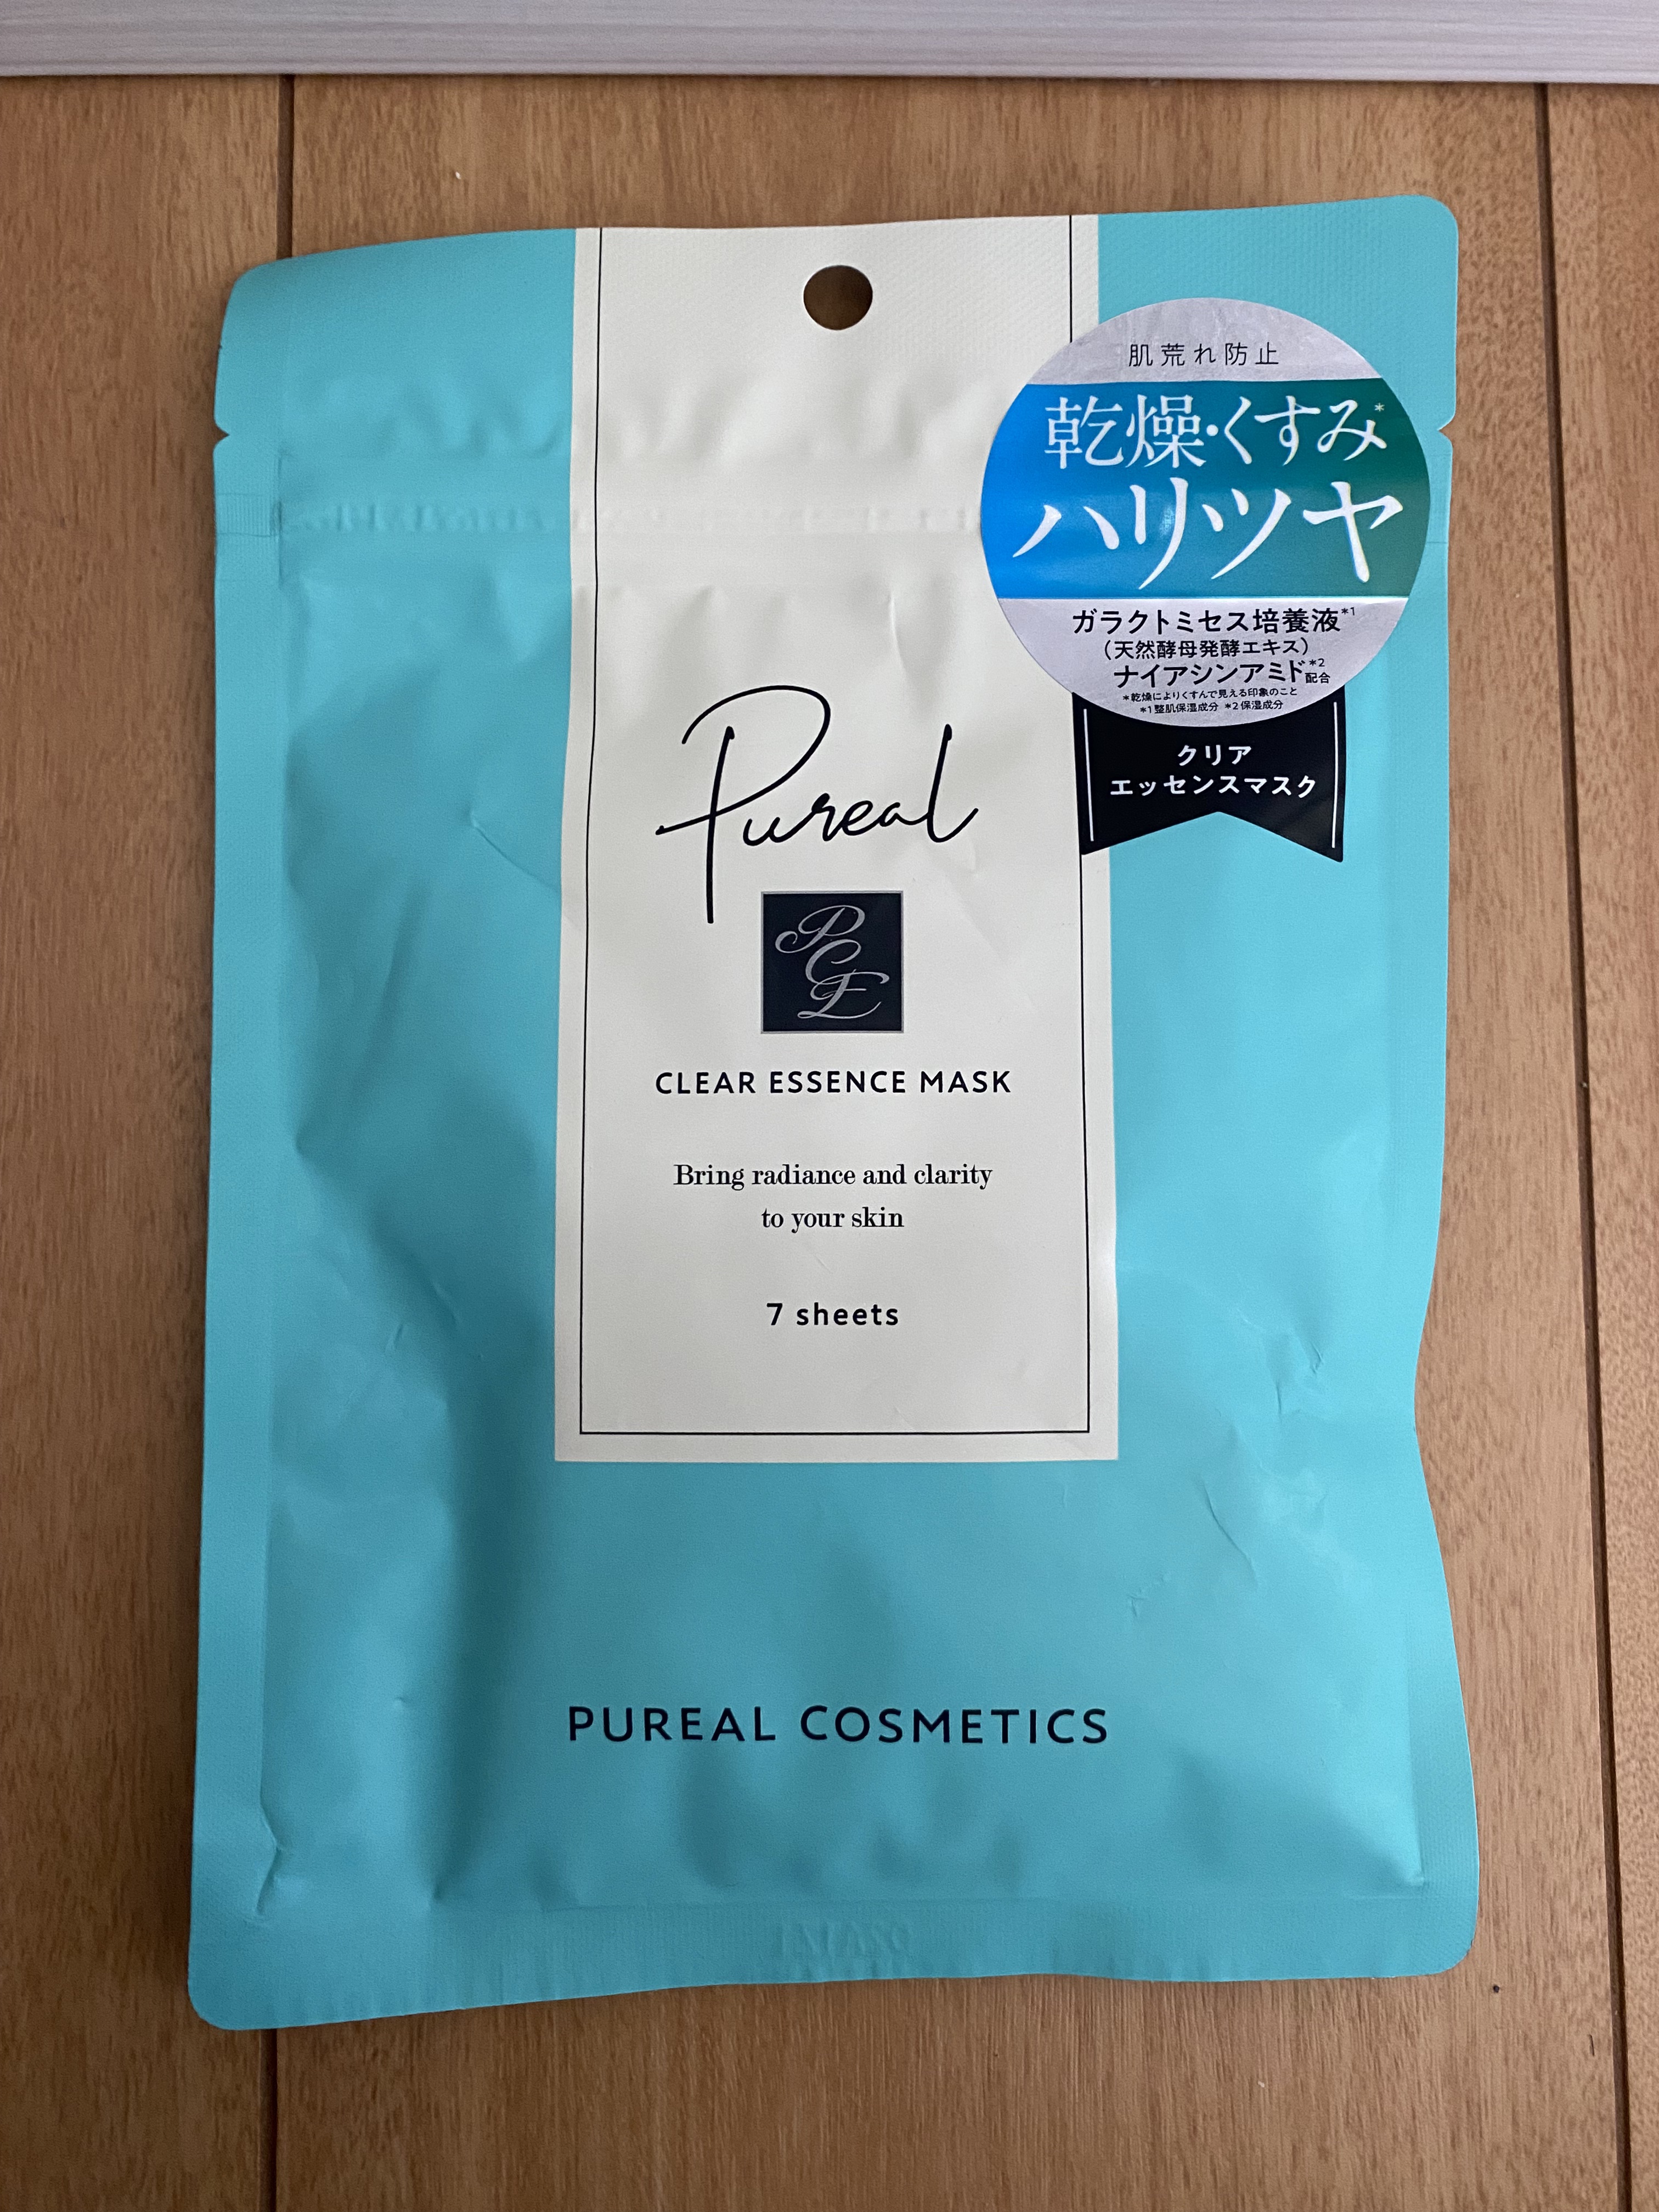 肌荒れ防止
乾燥・くすみ*
ハリツヤ
ガラクトミセス培養液*1
(天然酵母発酵エキス)
ナイアシンアミド*2配合
*乾燥によりくすんで見える印象のこと
*1整肌保湿成分 *2保湿成分
クリア
エッセンスマスク
Pureal
PCE
CLEAR ESSENCE MASK
Bring radiance and clarity
to your skin
7 sheets
PUREAL COSMETICS